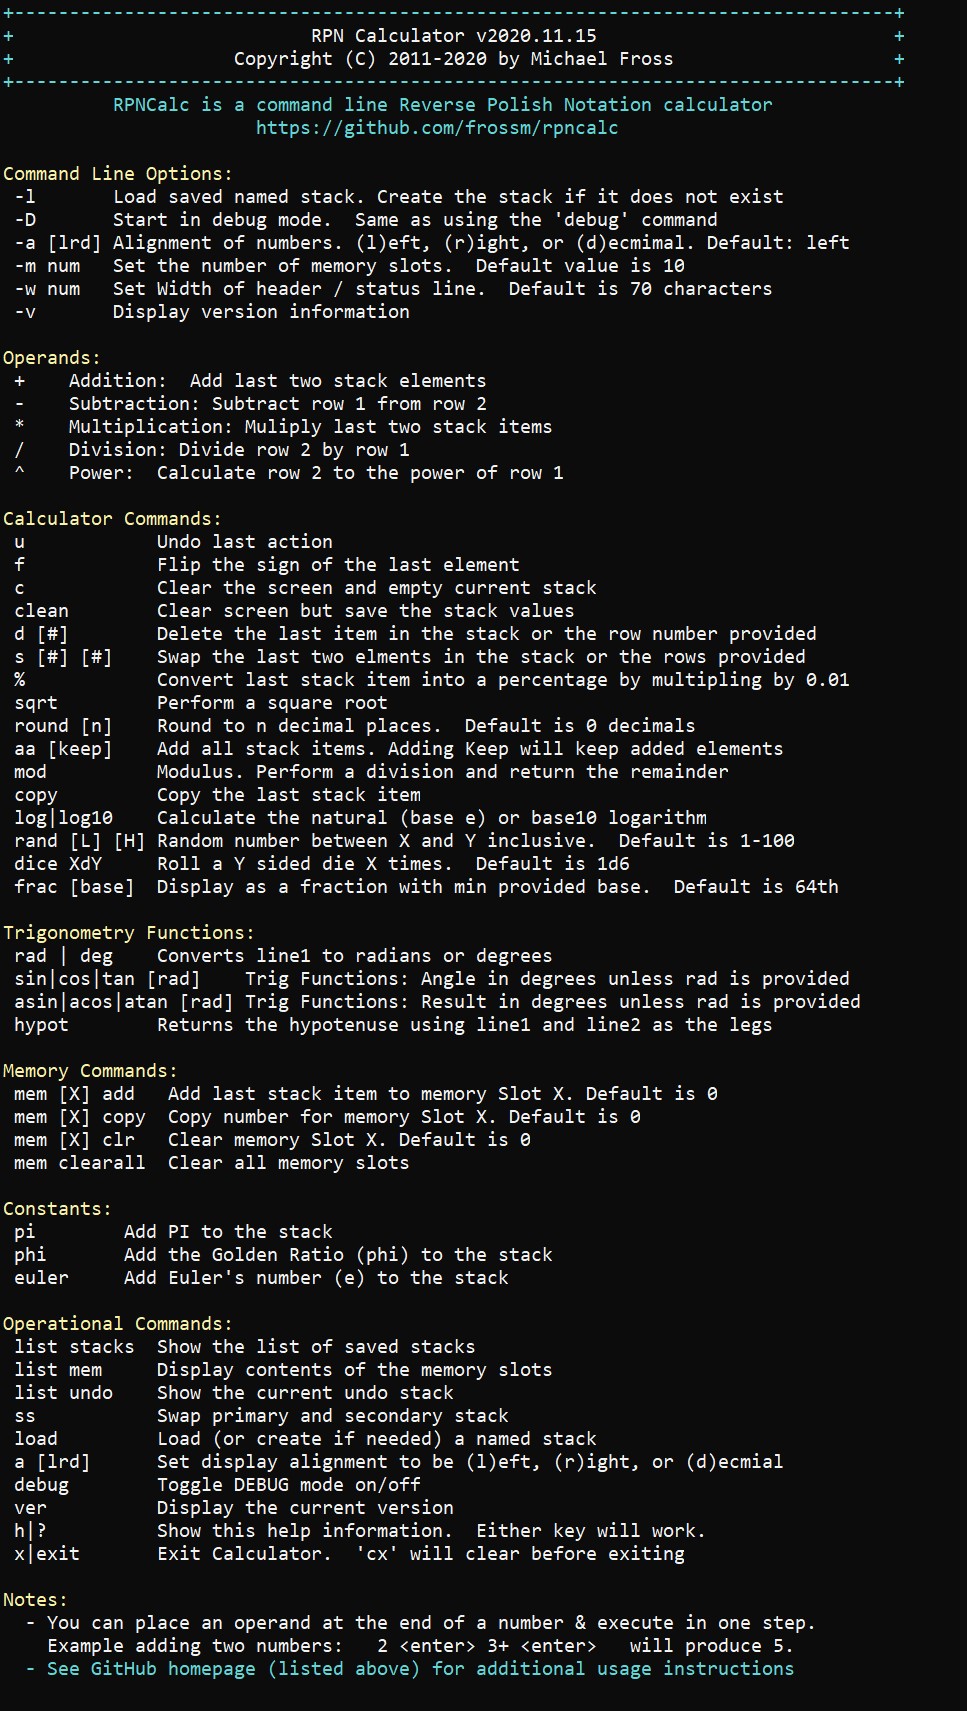 +--------------------------------------------------------------------------------+
+                           RPN Calculator v2020.11.15                           +
+                    Copyright (C) 2011-2020 by Michael Fross                    +
+--------------------------------------------------------------------------------+
          RPNCalc is a command line Reverse Polish Notation calculator
                       https://github.com/frossm/rpncalc

Command Line Options:
 -l       Load saved named stack. Create the stack if it does not exist
 -D       Start in debug mode.  Same as using the 'debug' command
 -a [lrd] Alignment of numbers. (l)eft, (r)ight, or (d)ecmimal. Default: left
 -m num   Set the number of memory slots.  Default value is 10
 -w num   Set Width of header / status line.  Default is 70 characters
 -v       Display version information

Operands:
 +    Addition:  Add last two stack elements
 -    Subtraction: Subtract row 1 from row 2
 *    Multiplication: Muliply last two stack items
 /    Division: Divide row 2 by row 1
 ^    Power:  Calculate row 2 to the power of row 1

Calculator Commands:
 u            Undo last action
 f            Flip the sign of the last element
 c            Clear the screen and empty current stack
 clean        Clear screen but save the stack values
 d [#]        Delete the last item in the stack or the row number provided
 s [#] [#]    Swap the last two elments in the stack or the rows provided
 %            Convert last stack item into a percentage by multipling by 0.01
 sqrt         Perform a square root
 round [n]    Round to n decimal places.  Default is 0 decimals
 aa [keep]    Add all stack items. Adding Keep will keep added elements
 mod          Modulus. Perform a division and return the remainder
 copy         Copy the last stack item
 log|log10    Calculate the natural (base e) or base10 logarithm
 rand [L] [H] Random number between X and Y inclusive.  Default is 1-100
 dice XdY     Roll a Y sided die X times.  Default is 1d6
 frac [base]  Display as a fraction with min provided base.  Default is 64th

Trigonometry Functions:
 rad | deg    Converts line1 to radians or degrees
 sin|cos|tan [rad]    Trig Functions: Angle in degrees unless rad is provided
 asin|acos|atan [rad] Trig Functions: Result in degrees unless rad is provided
 hypot        Returns the hypotenuse using line1 and line2 as the legs

Memory Commands:
 mem [X] add   Add last stack item to memory Slot X. Default is 0
 mem [X] copy  Copy number for memory Slot X. Default is 0
 mem [X] clr   Clear memory Slot X. Default is 0
 mem clearall  Clear all memory slots

Constants:
 pi        Add PI to the stack
 phi       Add the Golden Ratio (phi) to the stack
 euler     Add Euler's number (e) to the stack

Operational Commands:
 list stacks  Show the list of saved stacks
 list mem     Display contents of the memory slots
 list undo    Show the current undo stack
 ss           Swap primary and secondary stack
 load         Load (or create if needed) a named stack
 a [lrd]      Set display alignment to be (l)eft, (r)ight, or (d)ecmial
 debug        Toggle DEBUG mode on/off
 ver          Display the current version
 h|?          Show this help information.  Either key will work.
 x|exit       Exit Calculator.  'cx' will clear before exiting

Notes:
  - You can place an operand at the end of a number & execute in one step.
    Example adding two numbers:   2 <enter> 3+ <enter>   will produce 5.
  - See GitHub homepage (listed above) for additional usage instructions